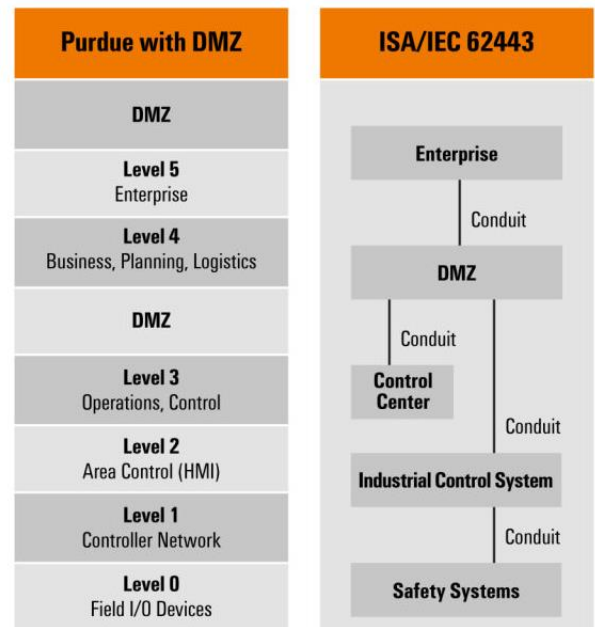 Purdue with DMZ
DMZ
Level 5
Enterprise
Level 4
Business, Planning, Logistics
DMZ
Level 3
Operations, Control
Level 2
Area Control (HMI)
Level 1
Controller Network
Level 0
Field I/O Devices
ISA/IEC 62443
Enterprise
Conduit
DMZ
Conduit
Control
Center
Conduit
Industrial Control System
Conduit
Safety Systems